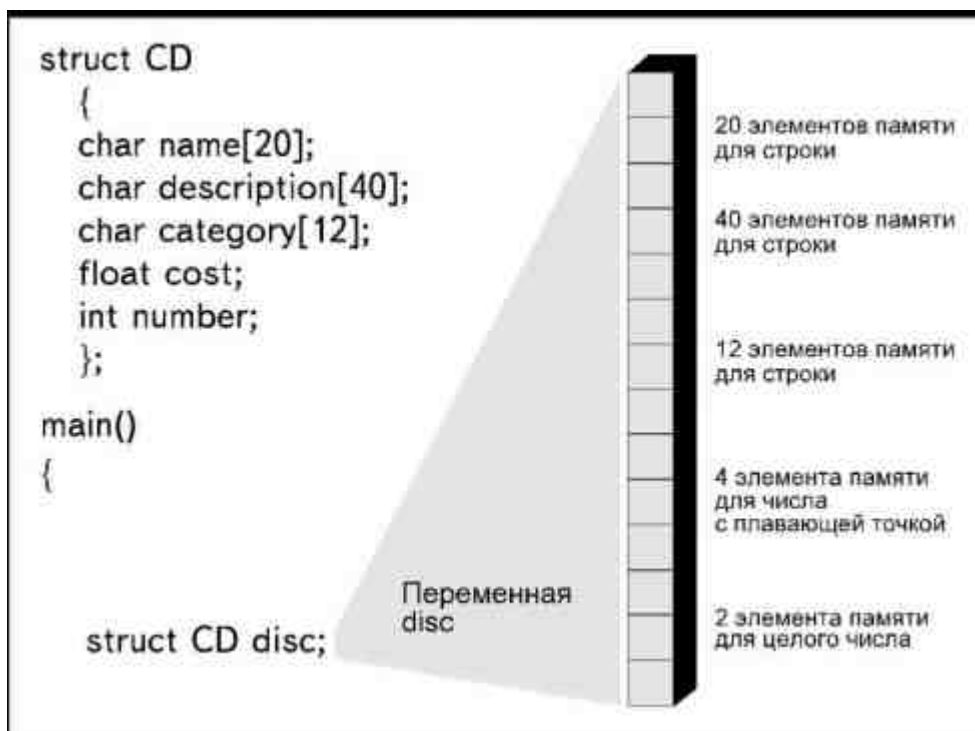 struct CD
{
char name[20];
char description[40];
char category[12];
float cost;
int number;
};
main()
{
struct CD disc;
Переменная
disc
20 элементов памяти
для строки
40 элементов памяти
для строки
12 элементов памяти
для строки
4 элемента памяти
для числа
с плавающей точкой
2 элемента памяти
для целого числа